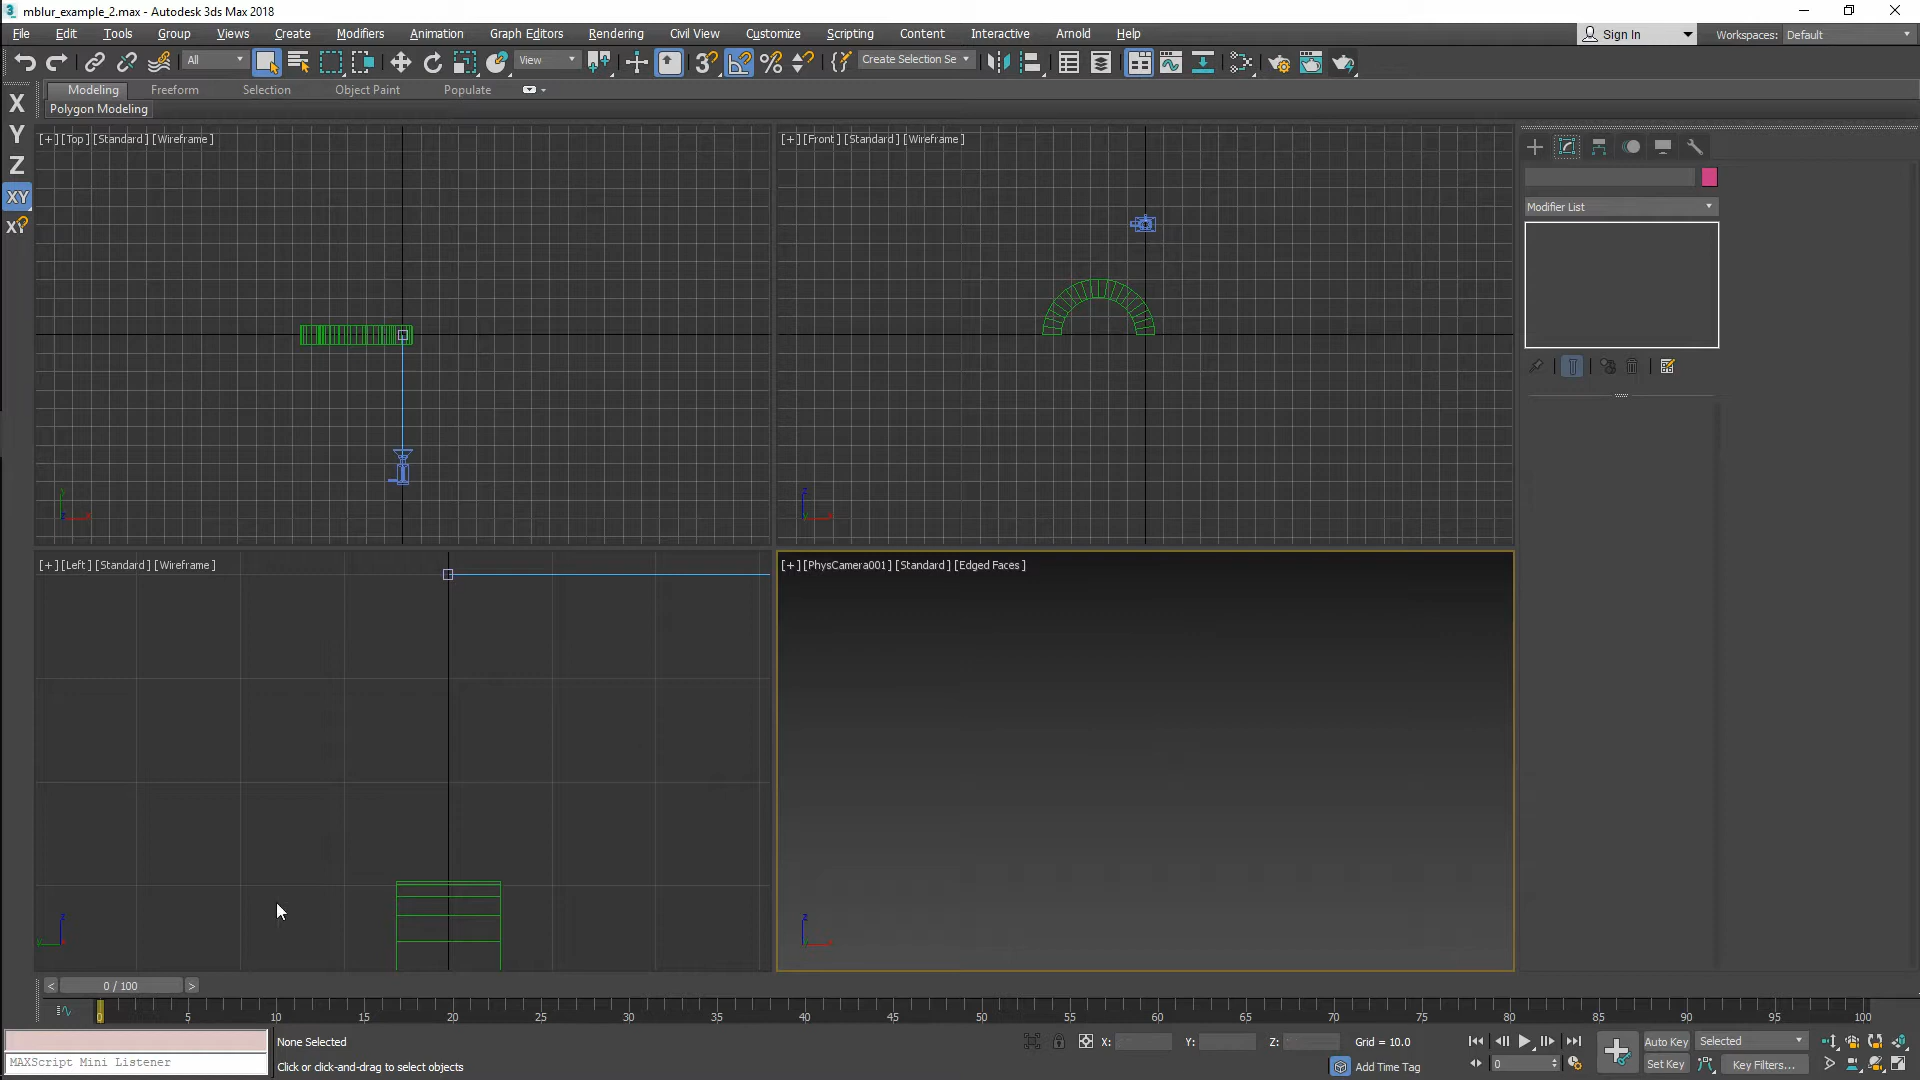 mblur_example_2.max - Autodesk 3ds Max 2018
File Edit Tools Group Views Create Modifiers Animation Graph Editors Rendering Civil View Customize Scripting Content Interactive Arnold Help Sign In Workspaces: Default
All View Create Selection Se
Modeling Freeform Selection Object Paint Populate
Polygon Modeling
X
Y
Z
XY
XY
[+] [Top] [Standard] [Wireframe]
[+] [Front] [Standard] [Wireframe]
Modifier List
[+] [Left] [Standard] [Wireframe]
[+] [PhysCamera001] [Standard] [Edged Faces]
< 0 / 100 >
0 5 10 15 20 25 30 35 40 45 50 55 60 65 70 75 80 85 90 95 100
None Selected X: Y: Z: Grid = 10.0 Auto Key Selected
MAXScript Mini Listener Click or click-and-drag to select objects Add Time Tag 0 Set Key Key Filters...